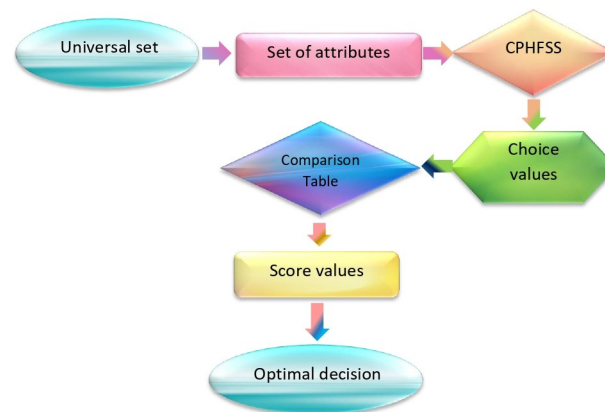 Universal set
Set of attributes
CPHFSS
Choice
values
Comparison
Table
Score values
Optimal decision